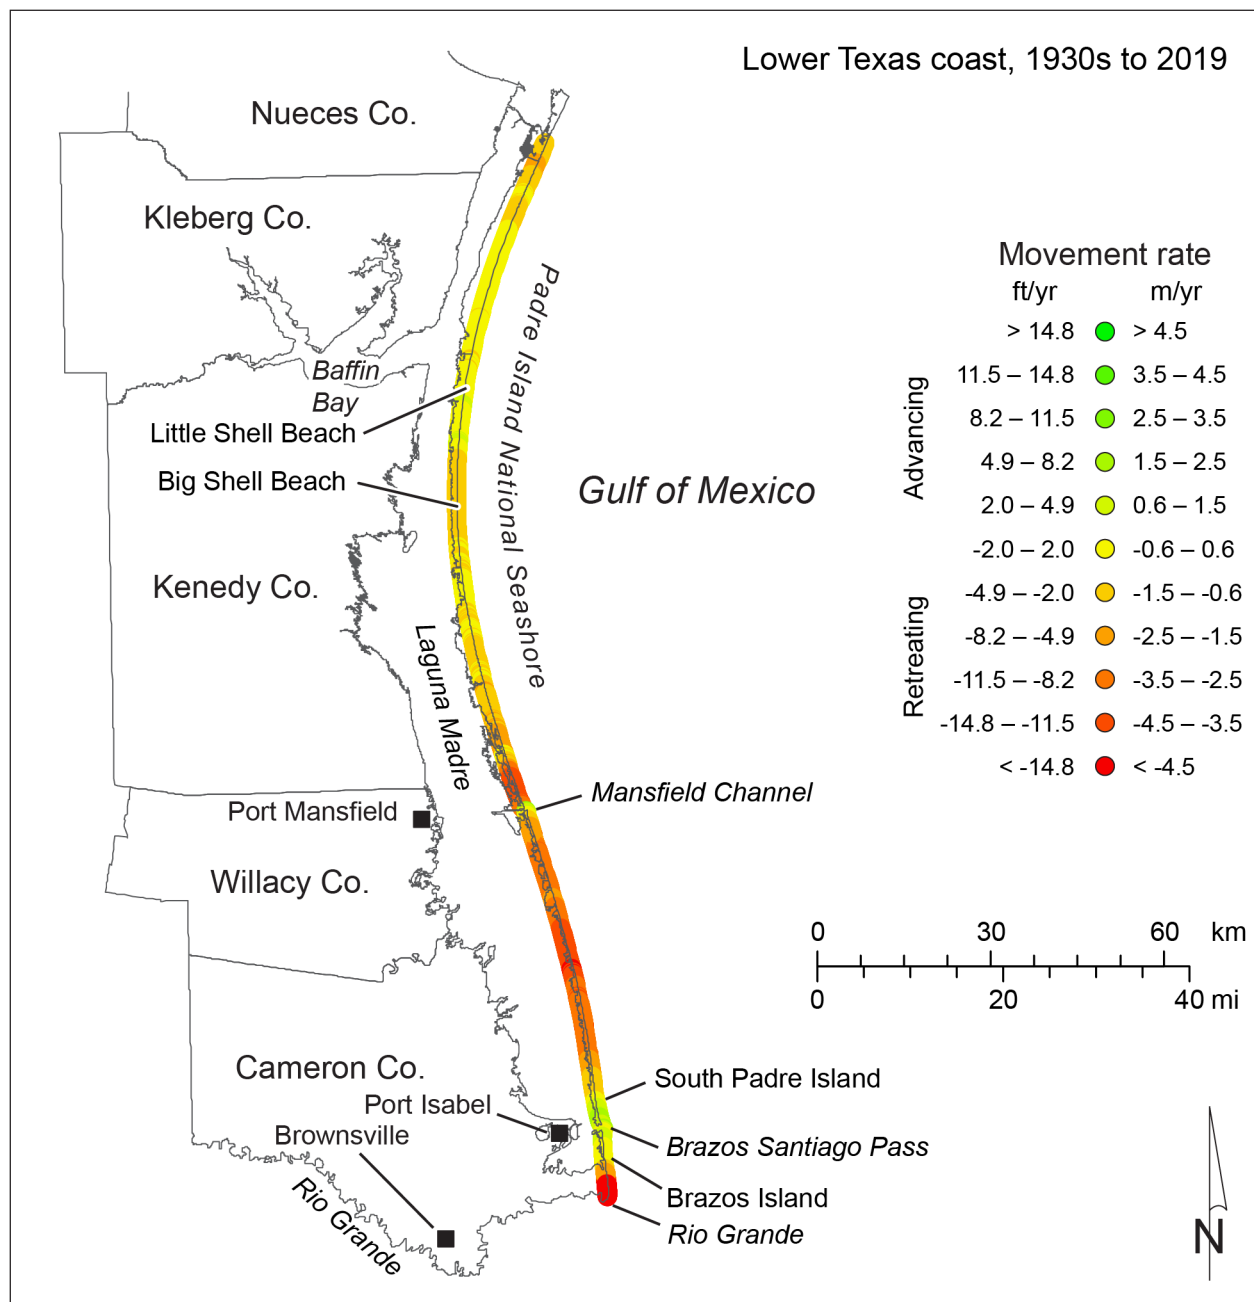 Lower Texas coast, 1930s to 2019
Nueces Co.
Kleberg Co.
Padre Island National Seashore
Baffin
Bay
Little Shell Beach
Big Shell Beach
Gulf of Mexico
Kenedy Co.
Laguna Madre
Mansfield Channel
Port Mansfield
Willacy Co.
Cameron Co.
South Padre Island
Port Isabel
Brownsville
Brazos Santiago Pass
Brazos Island
Rio Grande
Rio Grande
Movement rate
ft/yr m/yr
Advancing
> 14.8 > 4.5
11.5 – 14.8 3.5 – 4.5
8.2 – 11.5 2.5 – 3.5
4.9 – 8.2 1.5 – 2.5
2.0 – 4.9 0.6 – 1.5
-2.0 – 2.0 -0.6 – 0.6
Retreating
-4.9 – -2.0 -1.5 – -0.6
-8.2 – -4.9 -2.5 – -1.5
-11.5 – -8.2 -3.5 – -2.5
-14.8 – -11.5 -4.5 – -3.5
< -14.8 < -4.5
0 30 60 km
0 20 40 mi
N